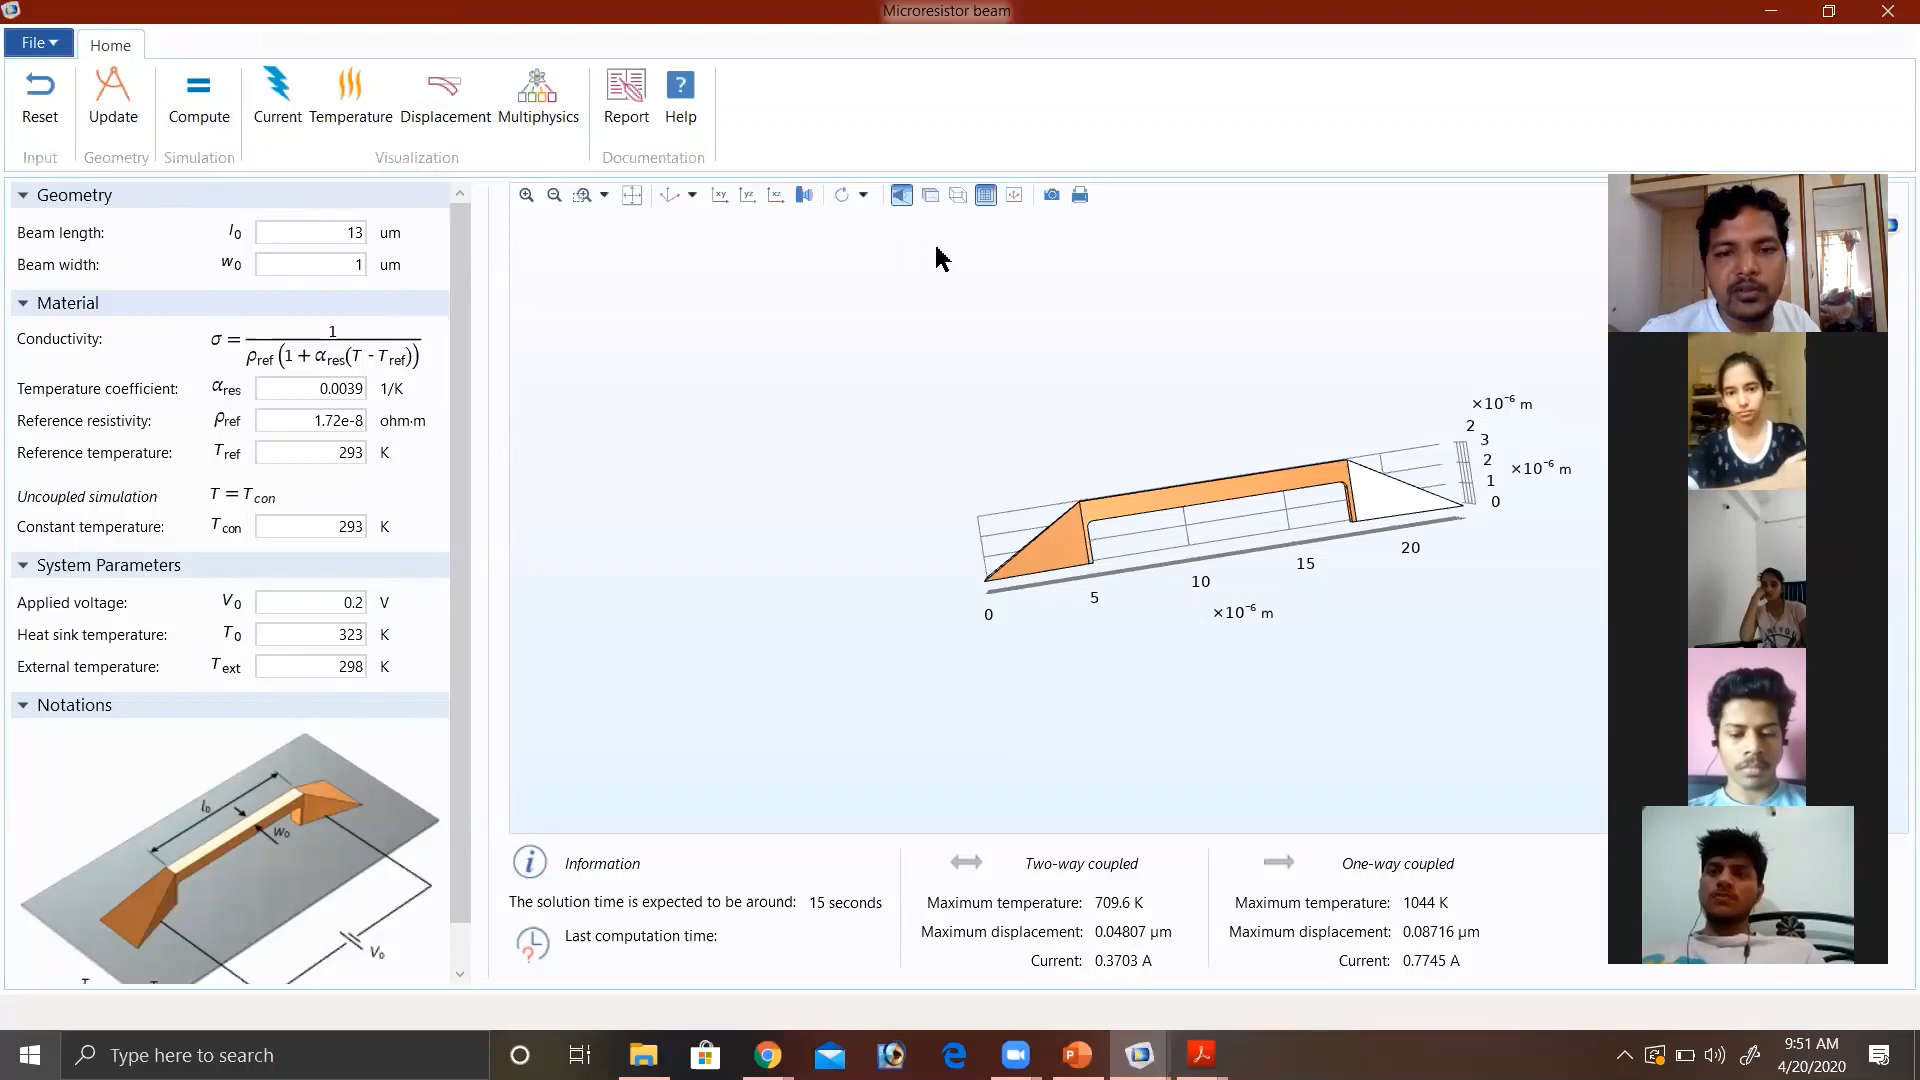 Microresistor beam
File
Home
Reset
Update
Compute
Current
Temperature
Displacement
Multiphysics
Report
Help
Input
Geometry
Simulation
Visualization
Documentation
Geometry
Beam length: l0 13 um
Beam width: w0 1 um
Material
Conductivity: σ = 1 / ρref (1 + αres(T - Tref))
Temperature coefficient: αres 0.0039 1/K
Reference resistivity: ρref 1.72e-8 ohm·m
Reference temperature: Tref 293 K
Uncoupled simulation T = Tcon
Constant temperature: Tcon 293 K
System Parameters
Applied voltage: V0 0.2 V
Heat sink temperature: T0 323 K
External temperature: Text 298 K
Notations
l0
w0
V0
xy
yz
xz
×10⁻⁶ m
2
3
2
1
0
×10⁻⁶ m
0
5
10
15
20
×10⁻⁶ m
Information
The solution time is expected to be around: 15 seconds
Last computation time:
Two-way coupled
Maximum temperature: 709.6 K
Maximum displacement: 0.04807 µm
Current: 0.3703 A
One-way coupled
Maximum temperature: 1044 K
Maximum displacement: 0.08716 µm
Current: 0.7745 A
Type here to search
9:51 AM
4/20/2020